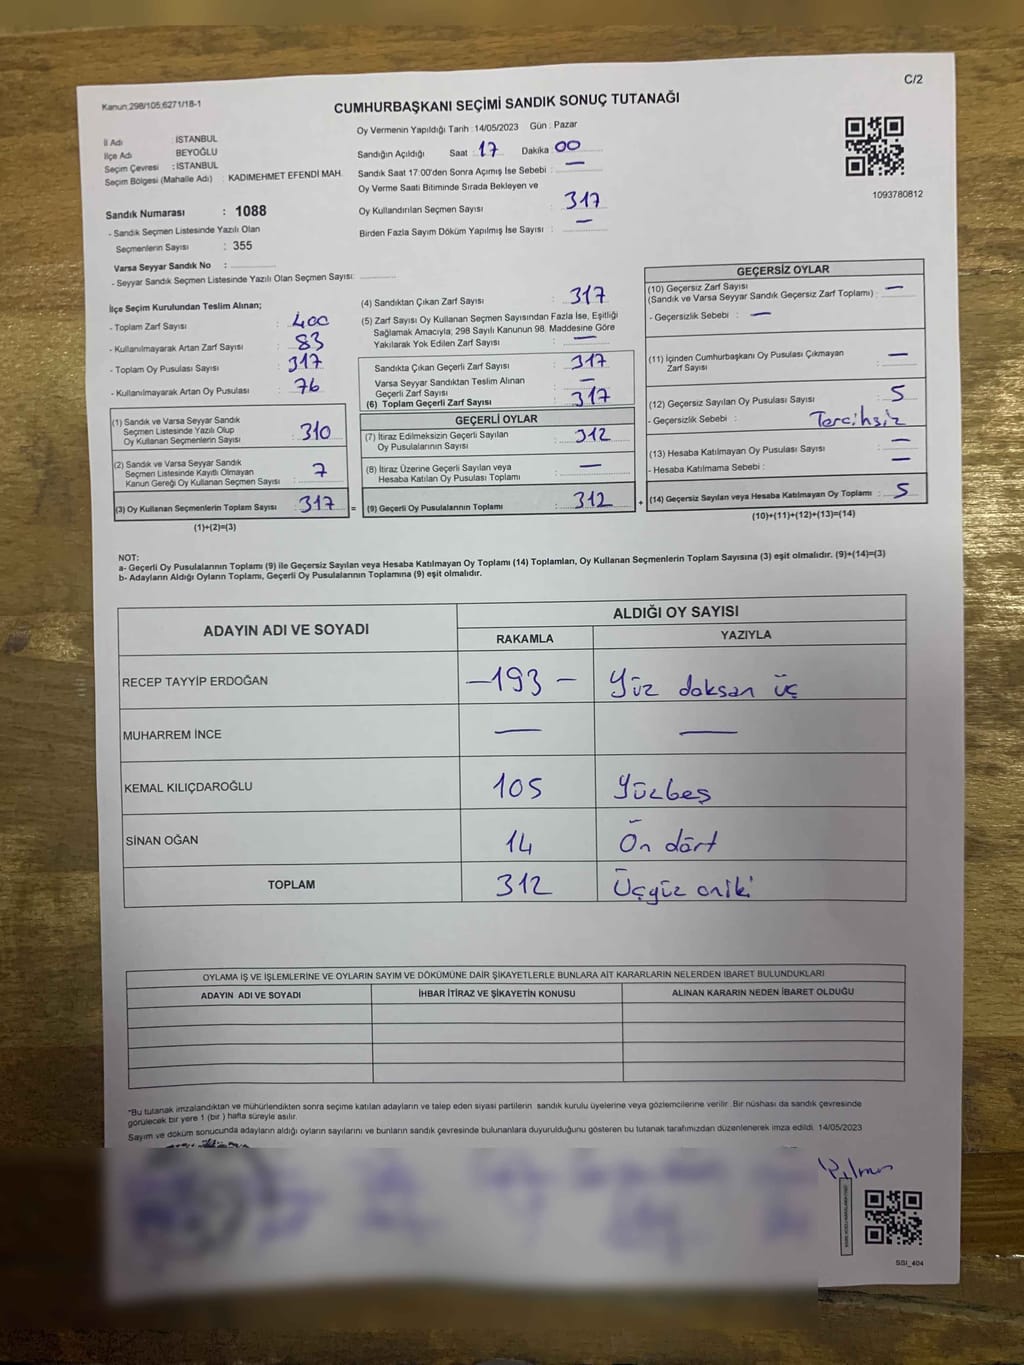 C/2
Kanun;298/105;6271/18-1
CUMHURBAŞKANI SEÇİMİ SANDIK SONUÇ TUTANAĞI
İl Adı : İSTANBUL
İlçe Adı BEYOĞLU
Seçim Çevresi : İSTANBUL
Seçim Bölgesi (Mahalle Adı) : KADIMEHMET EFENDİ MAH.
Sandık Numarası : 1088
- Sandık Seçmen Listesinde Yazılı Olan
Seçmenlerin Sayısı : 355
Varsa Seyyar Sandık No :
- Seyyar Sandık Seçmen Listesinde Yazılı Olan Seçmen Sayısı:
Oy Vermenin Yapıldığı Tarih : 14/05/2023 Gün : Pazar
Sandığın Açıldığı Saat : 17 Dakika : 00
Sandık Saat 17:00'den Sonra Açımış İse Sebebi : —
Oy Verme Saati Bitiminde Sırada Bekleyen ve
Oy Kullandırılan Seçmen Sayısı : 317
Birden Fazla Sayım Döküm Yapılmış İse Sayısı : —
1093780812
İlçe Seçim Kurulundan Teslim Alınan;
- Toplam Zarf Sayısı : 400
- Kullanılmayarak Artan Zarf Sayısı : 83
- Toplam Oy Pusulası Sayısı : 317
- Kullanılmayarak Artan Oy Pusulası : 76
(1) Sandık ve Varsa Seyyar Sandık
Seçmen Listesinde Yazılı Olup
Oy Kullanan Seçmenlerin Sayısı : 310
(2) Sandık ve Varsa Seyyar Sandık
Seçmen Listesinde Kayıtlı Olmayan
Kanun Gereği Oy Kullanan Seçmen Sayısı : 7
(3) Oy Kullanan Seçmenlerin Toplam Sayısı : 317 =
(1)+(2)=(3)
(4) Sandıktan Çıkan Zarf Sayısı : 317
(5) Zarf Sayısı Oy Kullanan Seçmen Sayısından Fazla İse, Eşitliği
Sağlamak Amacıyla, 298 Sayılı Kanunun 98. Maddesine Göre
Yakılarak Yok Edilen Zarf Sayısı : —
Sandıkta Çıkan Geçerli Zarf Sayısı : 317
Varsa Seyyar Sandıktan Teslim Alınan
Geçerli Zarf Sayısı : —
(6) Toplam Geçerli Zarf Sayısı : 317
GEÇERLİ OYLAR
(7) İtiraz Edilmeksizin Geçerli Sayılan
Oy Pusulalarının Sayısı : 312
(8) İtiraz Üzerine Geçerli Sayılan veya
Hesaba Katılan Oy Pusulası Toplamı : —
(9) Geçerli Oy Pusulalarının Toplamı : 312 +
GEÇERSİZ OYLAR
(10) Geçersiz Zarf Sayısı
(Sandık ve Varsa Seyyar Sandık Geçersiz Zarf Toplamı) : —
- Geçersizlik Sebebi : —
(11) İçinden Cumhurbaşkanı Oy Pusulası Çıkmayan
Zarf Sayısı : —
(12) Geçersiz Sayılan Oy Pusulası Sayısı : 5
- Geçersizlik Sebebi : Tercihsiz
(13) Hesaba Katılmayan Oy Pusulası Sayısı : —
- Hesaba Katılmama Sebebi : —
(14) Geçersiz Sayılan veya Hesaba Katılmayan Oy Toplamı : 5
(10)+(11)+(12)+(13)=(14)
NOT:
a- Geçerli Oy Pusulalarının Toplamı (9) ile Geçersiz Sayılan veya Hesaba Katılmayan Oy Toplamı (14) Toplamları, Oy Kullanan Seçmenlerin Toplam Sayısına (3) eşit olmalıdır. (9)+(14)=(3)
b- Adayların Aldığı Oyların Toplamı, Geçerli Oy Pusulalarının Toplamına (9) eşit olmalıdır.
ADAYIN ADI VE SOYADI ALDIĞI OY SAYISI
RAKAMLA YAZIYLA
RECEP TAYYİP ERDOĞAN —193— Yüz doksan üç
MUHARREM İNCE — —
KEMAL KILIÇDAROĞLU 105 Yüzbeş
SİNAN OĞAN 14 On dört
TOPLAM 312 Üçyüz oniki
OYLAMA İŞ VE İŞLEMLERİNE VE OYLARIN SAYIM VE DÖKÜMÜNE DAİR ŞİKAYETLERLE BUNLARA AİT KARARLARIN NELERDEN İBARET BULUNDUKLARI
ADAYIN ADI VE SOYADI İHBAR İTİRAZ VE ŞİKAYETİN KONUSU ALINAN KARARIN NEDEN İBARET OLDUĞU
*Bu tutanak imzalandıktan ve mühürlendikten sonra seçime katılan adayların ve talep eden siyasi partilerin sandık kurulu üyelerine veya gözlemcilerine verilir. Bir nüshası da sandık çevresinde
görülecek bir yere 1 (bir ) hafta süreyle asılır.
Sayım ve döküm sonucunda adayların aldığı oyların sayılarını ve bunların sandık çevresinde bulunanlara duyurulduğunu gösteren bu tutanak tarafımızdan düzenlenerek imza edildi. 14/05/2023
SSI_404